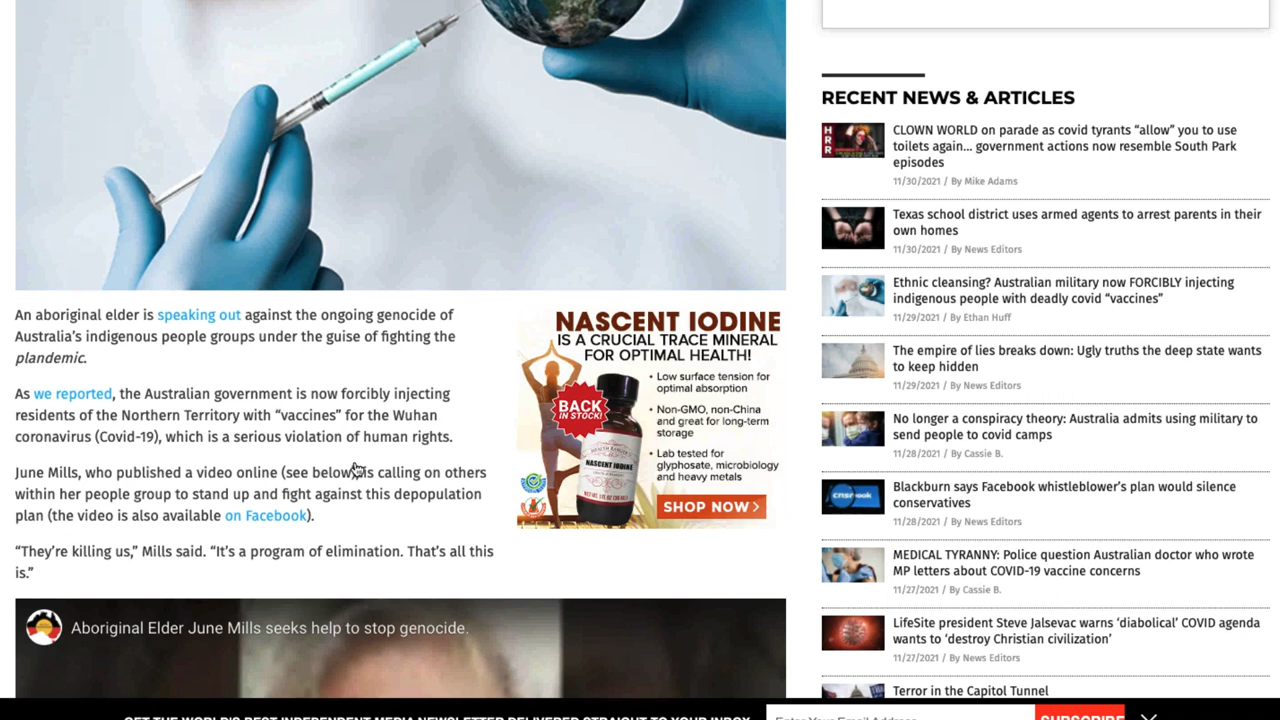 An aboriginal elder is speaking out against the ongoing genocide of
Australia's indigenous people groups under the guise of fighting the
plandemic.
As we reported, the Australian government is now forcibly injecting
residents of the Northern Territory with “vaccines” for the Wuhan
coronavirus (Covid-19), which is a serious violation of human rights.
June Mills, who published a video online (see below) is calling on others
within her people group to stand up and fight against this depopulation
plan (the video is also available on Facebook).
“They’re killing us,” Mills said. “It’s a program of elimination. That’s all this
is.”
Aboriginal Elder June Mills seeks help to stop genocide.
NASCENT IODINE
IS A CRUCIAL TRACE MINERAL
FOR OPTIMAL HEALTH!
• Low surface tension for
optimal absorption
• Non-GMO, non-China
and great for long-term
storage
• Lab tested for
glyphosate, microbiology
and heavy metals
BACK
IN STOCK!
NASCENT IODINE
SHOP NOW
RECENT NEWS & ARTICLES
CLOWN WORLD on parade as covid tyrants “allow” you to use
toilets again... government actions now resemble South Park
episodes
11/30/2021 / By Mike Adams
HRR
Texas school district uses armed agents to arrest parents in their
own homes
11/30/2021 / By News Editors
Ethnic cleansing? Australian military now FORCIBLY injecting
indigenous people with deadly covid “vaccines”
11/29/2021 / By Ethan Huff
The empire of lies breaks down: Ugly truths the deep state wants
to keep hidden
11/29/2021 / By News Editors
No longer a conspiracy theory: Australia admits using military to
send people to covid camps
11/28/2021 / By Cassie B.
Blackburn says Facebook whistleblower’s plan would silence
conservatives
11/28/2021 / By News Editors
MEDICAL TYRANNY: Police question Australian doctor who wrote
MP letters about COVID-19 vaccine concerns
11/27/2021 / By Cassie B.
LifeSite president Steve Jalsevac warns ‘diabolical’ COVID agenda
wants to ‘destroy Christian civilization’
11/27/2021 / By News Editors
Terror in the Capitol Tunnel
GET THE WORLD'S BEST INDEPENDENT MEDIA NEWSLETTER DELIVERED STRAIGHT TO YOUR INBOX.
Enter Your Email Address
SUBSCRIBE